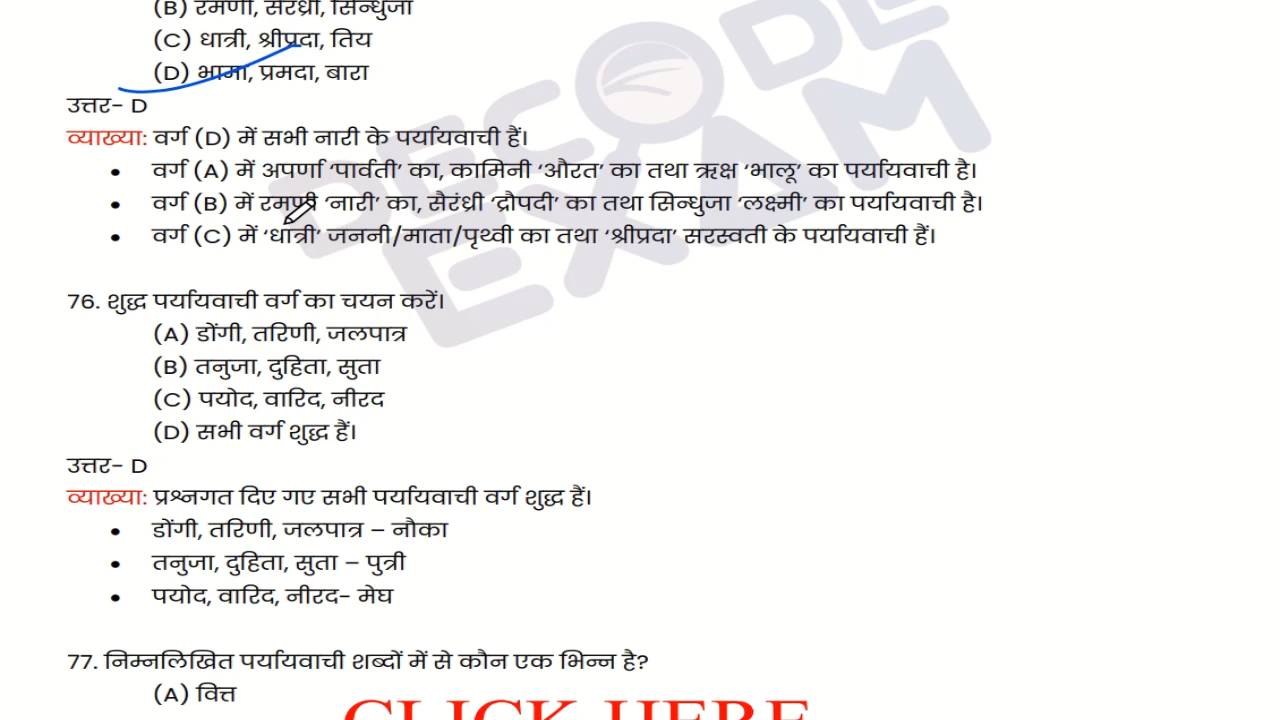 (B) रमणी, सैरंध्री, सिन्धुजा
(C) धात्री, श्रीप्रदा, तिय
(D) भामा, प्रमदा, बारा
उत्तर- D
व्याख्या: वर्ग (D) में सभी नारी के पर्यायवाची हैं।
• वर्ग (A) में अपर्णा ‘पार्वती’ का, कामिनी ‘औरत’ का तथा ऋक्ष ‘भालू’ का पर्यायवाची है।
• वर्ग (B) में रमणी ‘नारी’ का, सैरंध्री ‘द्रौपदी’ का तथा सिन्धुजा ‘लक्ष्मी’ का पर्यायवाची है।
• वर्ग (C) में ‘धात्री’ जननी/माता/पृथ्वी का तथा ‘श्रीप्रदा’ सरस्वती के पर्यायवाची हैं।
76. शुद्ध पर्यायवाची वर्ग का चयन करें।
(A) डोंगी, तरिणी, जलपात्र
(B) तनुजा, दुहिता, सुता
(C) पयोद, वारिद, नीरद
(D) सभी वर्ग शुद्ध हैं।
उत्तर- D
व्याख्या: प्रश्नगत दिए गए सभी पर्यायवाची वर्ग शुद्ध हैं।
• डोंगी, तरिणी, जलपात्र – नौका
• तनुजा, दुहिता, सुता – पुत्री
• पयोद, वारिद, नीरद- मेघ
77. निम्नलिखित पर्यायवाची शब्दों में से कौन एक भिन्न है?
(A) वित्त
CLICK HERE
DECODE
EXAM